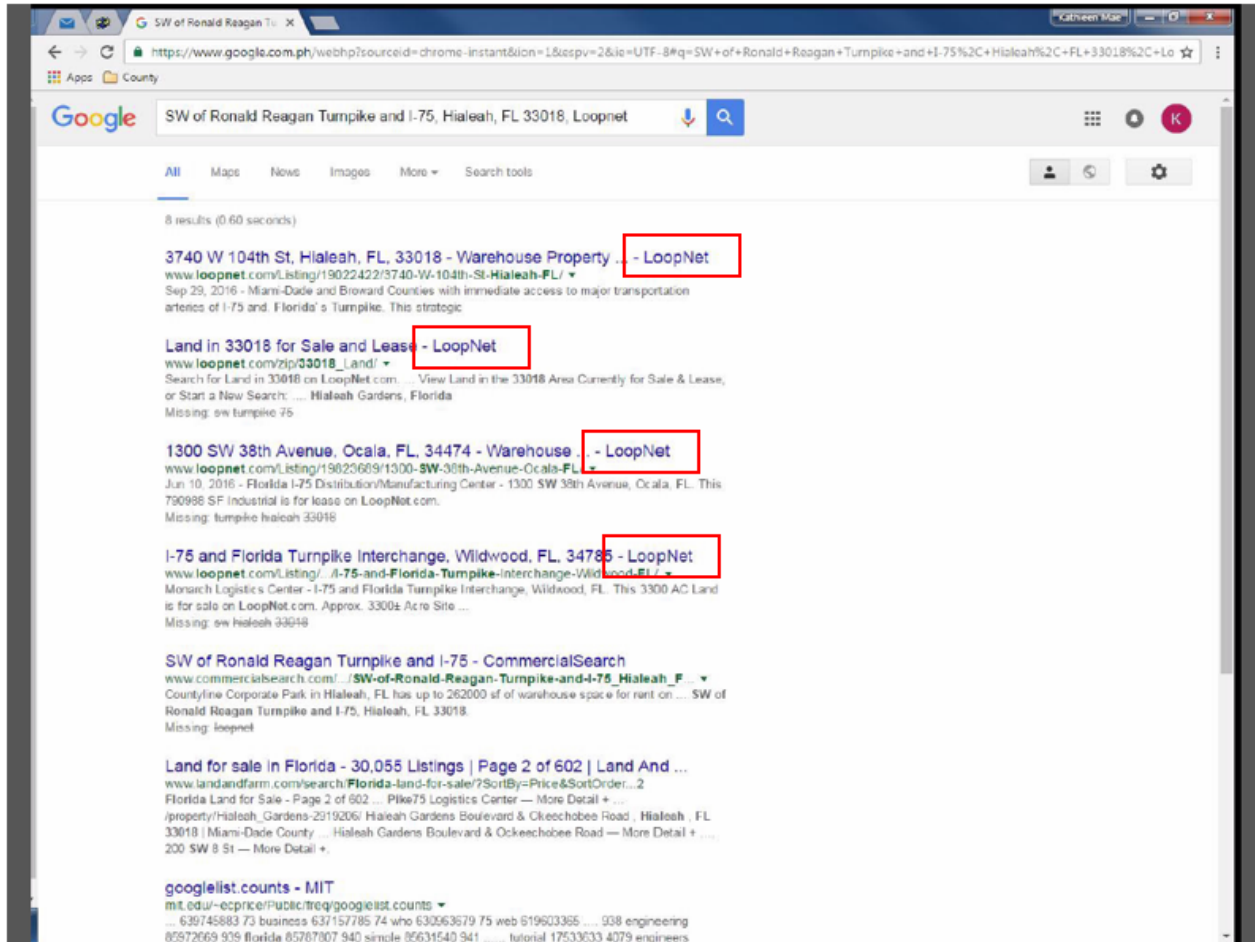 SW of Ronald Reagan Tu
Kathleen Mae
https://www.google.com.ph/webhp?sourceid=chrome-instant&ion=1&espv=2&ie=UTF-8#q=SW+of+Ronald+Reagan+Turnpike+and+I-75%2C+Hialeah%2C+FL+33018%2C+Lo
Apps County
Google SW of Ronald Reagan Turnpike and I-75, Hialeah, FL 33018, Loopnet
K
All Maps News Images More Search tools
8 results (0.60 seconds)
3740 W 104th St, Hialeah, FL, 33018 - Warehouse Property ... - LoopNet
www.loopnet.com/Listing/19022422/3740-W-104th-St-Hialeah-FL/
Sep 29, 2016 - Miami-Dade and Broward Counties with immediate access to major transportation
arteries of I-75 and. Florida's Turnpike. This strategic
Land in 33018 for Sale and Lease - LoopNet
www.loopnet.com/zip/33018_Land/
Search for Land in 33018 on LoopNet.com. ... View Land in the 33018 Area Currently for Sale & Lease,
or Start a New Search: .... Hialeah Gardens, Florida
Missing: sw turnpike 75
1300 SW 38th Avenue, Ocala, FL, 34474 - Warehouse ... - LoopNet
www.loopnet.com/Listing/19823689/1300-SW-38th-Avenue-Ocala-FL/
Jun 10, 2016 - Florida I-75 Distribution/Manufacturing Center - 1300 SW 38th Avenue, Ocala, FL. This
790988 SF Industrial is for lease on LoopNet.com.
Missing: turnpike hialeah 33018
I-75 and Florida Turnpike Interchange, Wildwood, FL, 34785 - LoopNet
www.loopnet.com/Listing/.../I-75-and-Florida-Turnpike-Interchange-Wildwood-FL/
Monarch Logistics Center - I-75 and Florida Turnpike Interchange, Wildwood, FL. This 3300 AC Land
is for sale on LoopNet.com. Approx. 3300± Acre Site ...
Missing: sw hialeah 33018
SW of Ronald Reagan Turnpike and I-75 - CommercialSearch
www.commercialsearch.com/.../SW-of-Ronald-Reagan-Turnpike-and-I-75_Hialeah_F...
Countyline Corporate Park in Hialeah, FL has up to 262000 sf of warehouse space for rent on ... SW of
Ronald Reagan Turnpike and I-75, Hialeah, FL 33018.
Missing: loopnet
Land for sale in Florida - 30,055 Listings | Page 2 of 602 | Land And ...
www.landandfarm.com/search/Florida-land-for-sale/?SortBy=Price&SortOrder...2
Florida Land for Sale - Page 2 of 602 ... Pike75 Logistics Center — More Detail + ...
/property/Hialeah_Gardens-2919206/ Hialeah Gardens Boulevard & Okeechobee Road , Hialeah , FL
33018 | Miami-Dade County ... Hialeah Gardens Boulevard & Ockeechobee Road — More Detail + ....
200 SW 8 St — More Detail +.
googlelist.counts - MIT
mit.edu/~ecprice/Public/freq/googlelist.counts
... 639745883 73 business 637157785 74 who 630963679 75 web 619603365 .... 938 engineering
85972669 939 florida 85787807 940 simple 85631540 941 ...... tutorial 17533633 4079 engineers